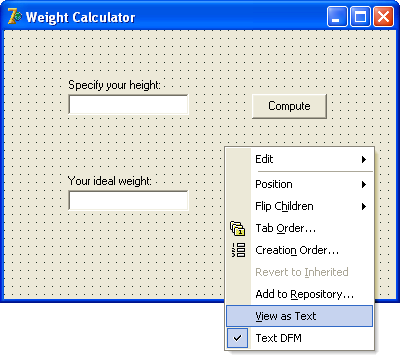 Weight Calculator
Specify your height:
Compute
Your ideal weight:
Edit
Position
Flip Children
Tab Order...
Creation Order...
Revert to Inherited
Add to Repository...
View as Text
Text DFM